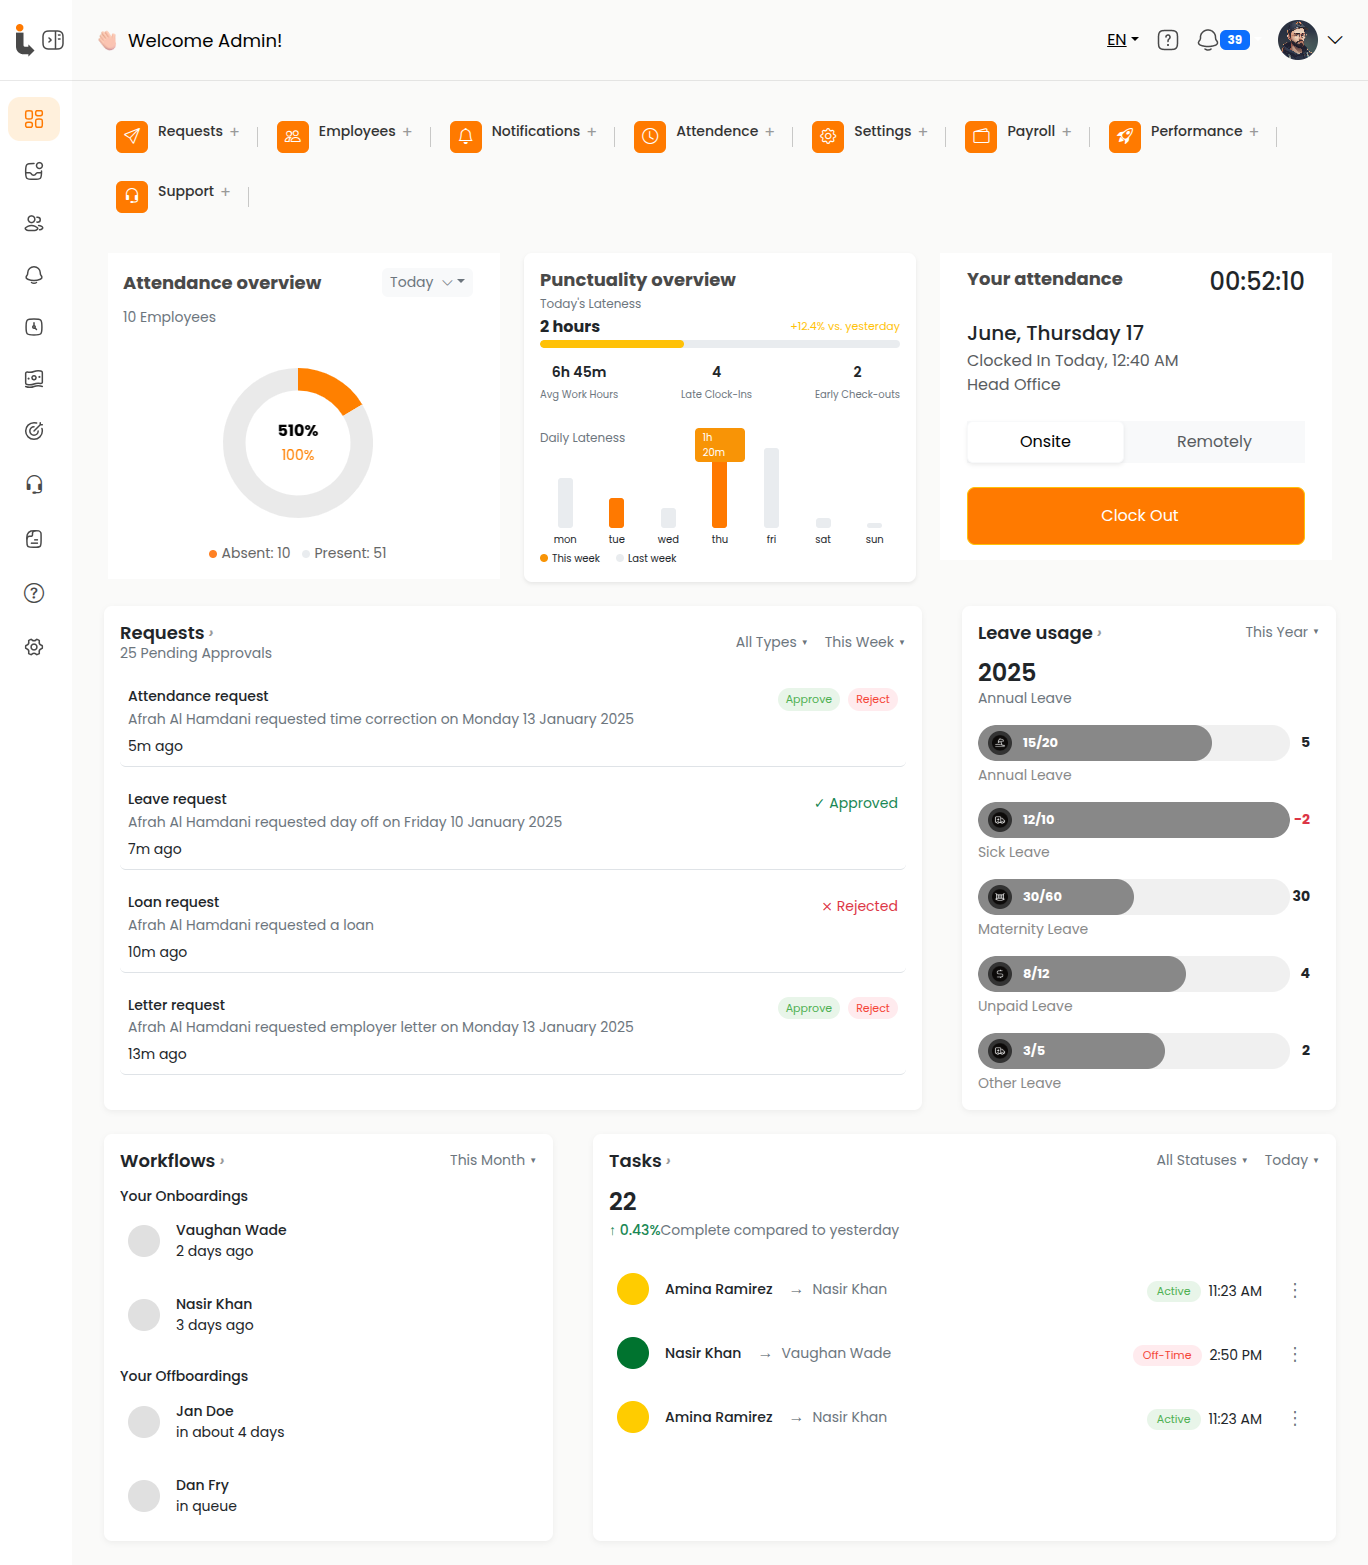 Welcome Admin!
EN
39
Requests +
Employees +
Notifications +
Attendence +
Settings +
Payroll +
Performance +
Support +
Attendance overview
Today
10 Employees
510%
100%
Absent: 10
Present: 51
Punctuality overview
Today's Lateness
2 hours
+12.4% vs. yesterday
6h 45m
4
2
Avg Work Hours
Late Clock-Ins
Early Check-outs
Daily Lateness
1h
20m
mon
tue
wed
thu
fri
sat
sun
This week
Last week
Your attendance
00:52:10
June, Thursday 17
Clocked In Today, 12:40 AM
Head Office
Onsite
Remotely
Clock Out
Requests ›
25 Pending Approvals
All Types
This Week
Attendance request
Afrah Al Hamdani requested time correction on Monday 13 January 2025
5m ago
Approve
Reject
Leave request
Afrah Al Hamdani requested day off on Friday 10 January 2025
7m ago
✓ Approved
Loan request
Afrah Al Hamdani requested a loan
10m ago
× Rejected
Letter request
Afrah Al Hamdani requested employer letter on Monday 13 January 2025
13m ago
Approve
Reject
Leave usage ›
This Year
2025
Annual Leave
15/20
5
Annual Leave
12/10
-2
Sick Leave
30/60
30
Maternity Leave
8/12
4
Unpaid Leave
3/5
2
Other Leave
Workflows ›
This Month
Your Onboardings
Vaughan Wade
2 days ago
Nasir Khan
3 days ago
Your Offboardings
Jan Doe
in about 4 days
Dan Fry
in queue
Tasks ›
All Statuses
Today
22
↑ 0.43%Complete compared to yesterday
Amina Ramirez → Nasir Khan
Active
11:23 AM
Nasir Khan → Vaughan Wade
Off-Time
2:50 PM
Amina Ramirez → Nasir Khan
Active
11:23 AM